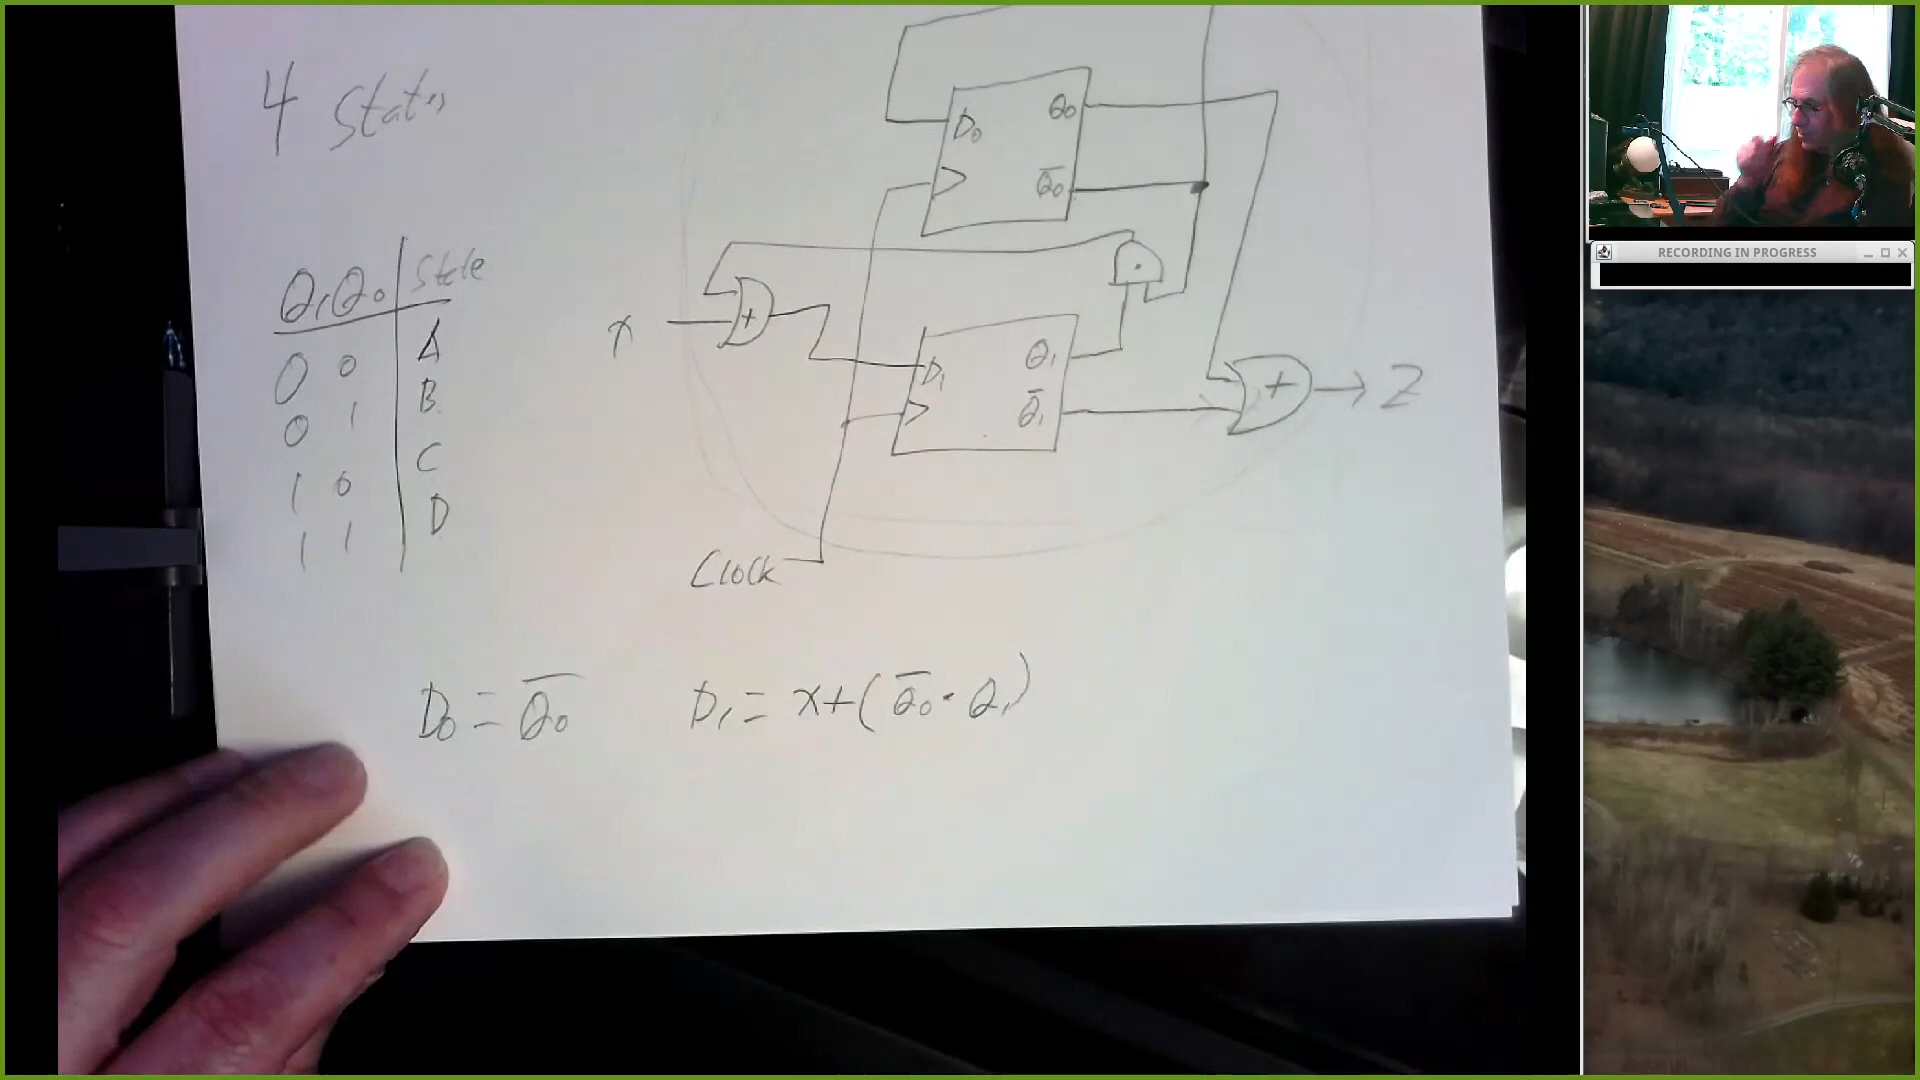 4 States
Q₁Q₀ State
0 0 A
0 1 B
1 0 C
1 1 D
D₀ Q₀
Q̅₀
x + D₁ Q₁
Q̅₁
+ → Z
Clock
D₀ = Q̅₀ D₁ = x+(Q̅₀·Q₁)
RECORDING IN PROGRESS